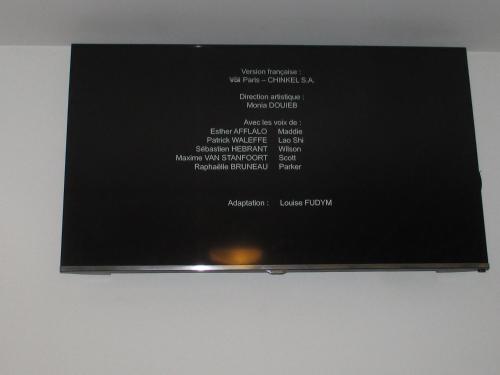 Version française :
Vsi Paris – CHINKEL S.A.
Direction artistique :
Monia DOUIEB
Avec les voix de :
Esther AFFLALO Maddie
Patrick WALEFFE Lao Shi
Sébastien HEBRANT Wilson
Maxime VAN STANFOORT Scott
Raphaëlle BRUNEAU Parker
Adaptation : Louise FUDYM